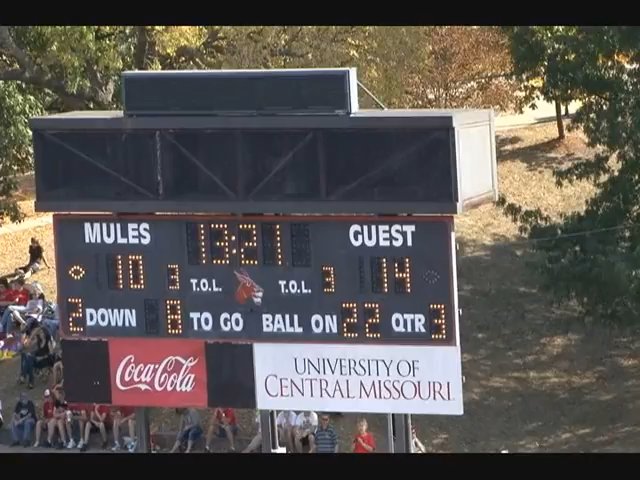 MULES 13:21 GUEST
10 3 T.O.L. T.O.L. 3 14
2 DOWN 8 TO GO BALL ON 22 QTR 3
Coca-Cola
UNIVERSITY OF
CENTRAL MISSOURI